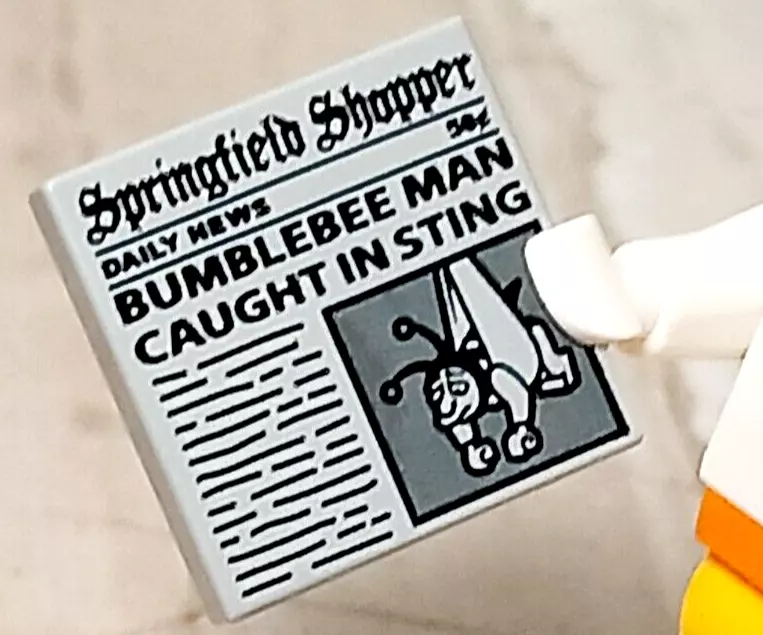 Springfield Shopper
50¢
DAILY NEWS
BUMBLEBEE MAN
CAUGHT IN STING